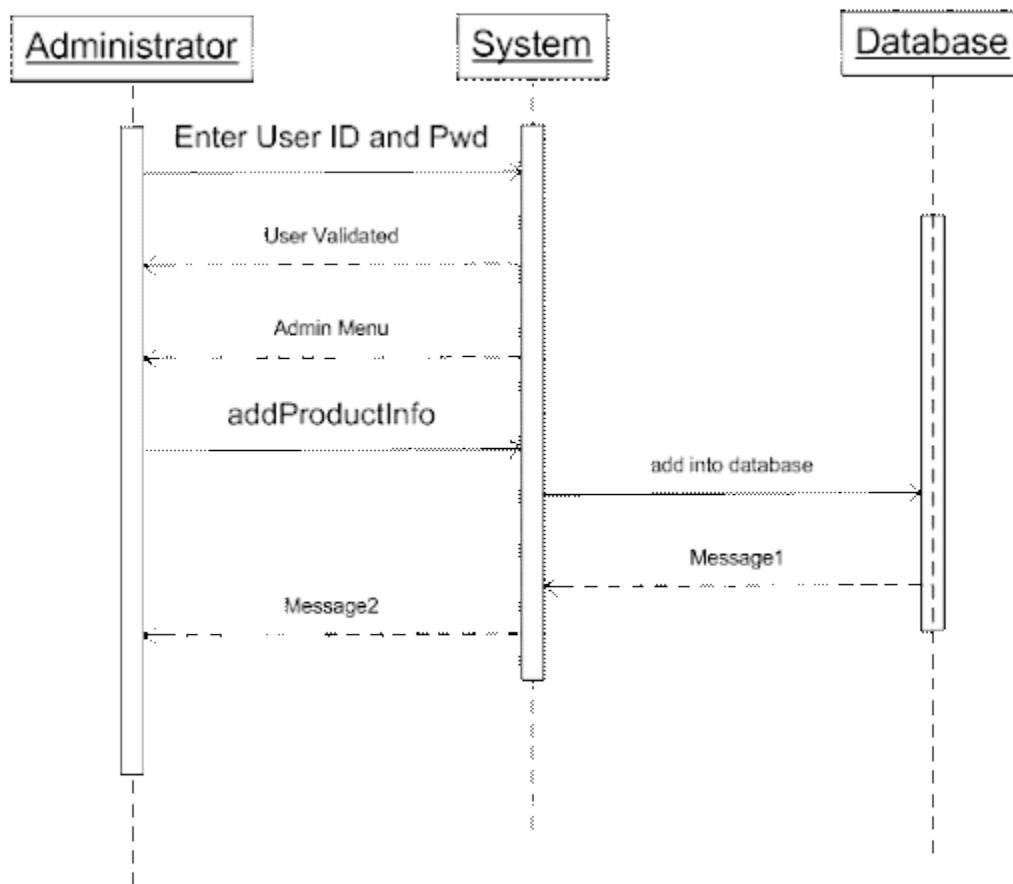 Administrator
System
Database
Enter User ID and Pwd
User Validated
Admin Menu
addProductInfo
add into database
Message1
Message2